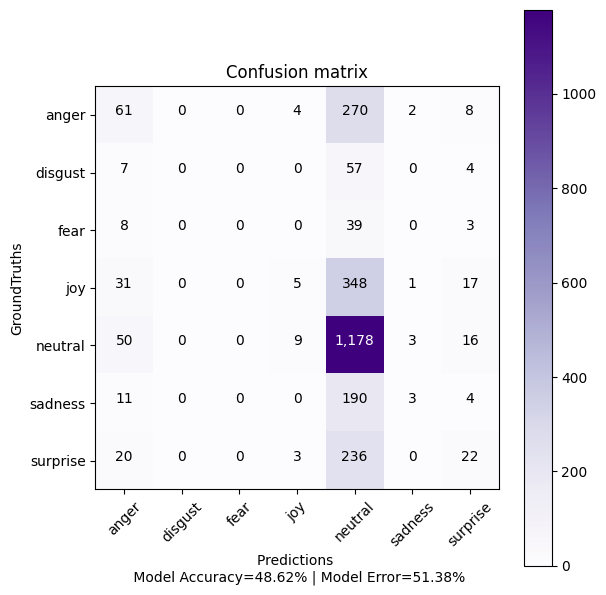 Confusion matrix
anger 61 0 0 4 270 2 8
disgust 7 0 0 0 57 0 4
fear 8 0 0 0 39 0 3
joy 31 0 0 5 348 1 17
neutral 50 0 0 9 1,178 3 16
sadness 11 0 0 0 190 3 4
surprise 20 0 0 3 236 0 22
anger disgust fear joy neutral sadness surprise
GroundTruths
Predictions
Model Accuracy=48.62% | Model Error=51.38%
1000
800
600
400
200
0